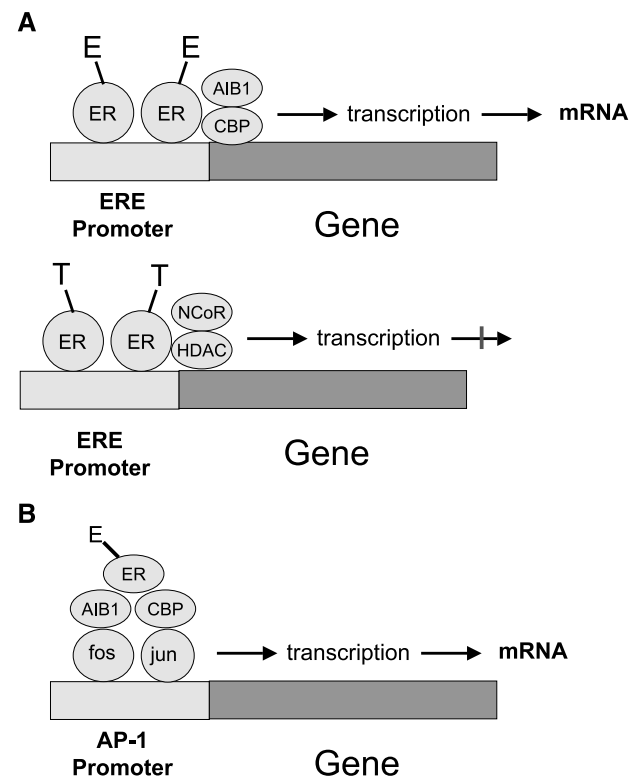 A
E E
ER ER AIB1
CBP
transcription mRNA
ERE
Promoter
Gene
T T
ER ER NCoR
HDAC
transcription
ERE
Promoter
Gene
B
E
ER
AIB1 CBP
fos jun
transcription mRNA
AP-1
Promoter
Gene